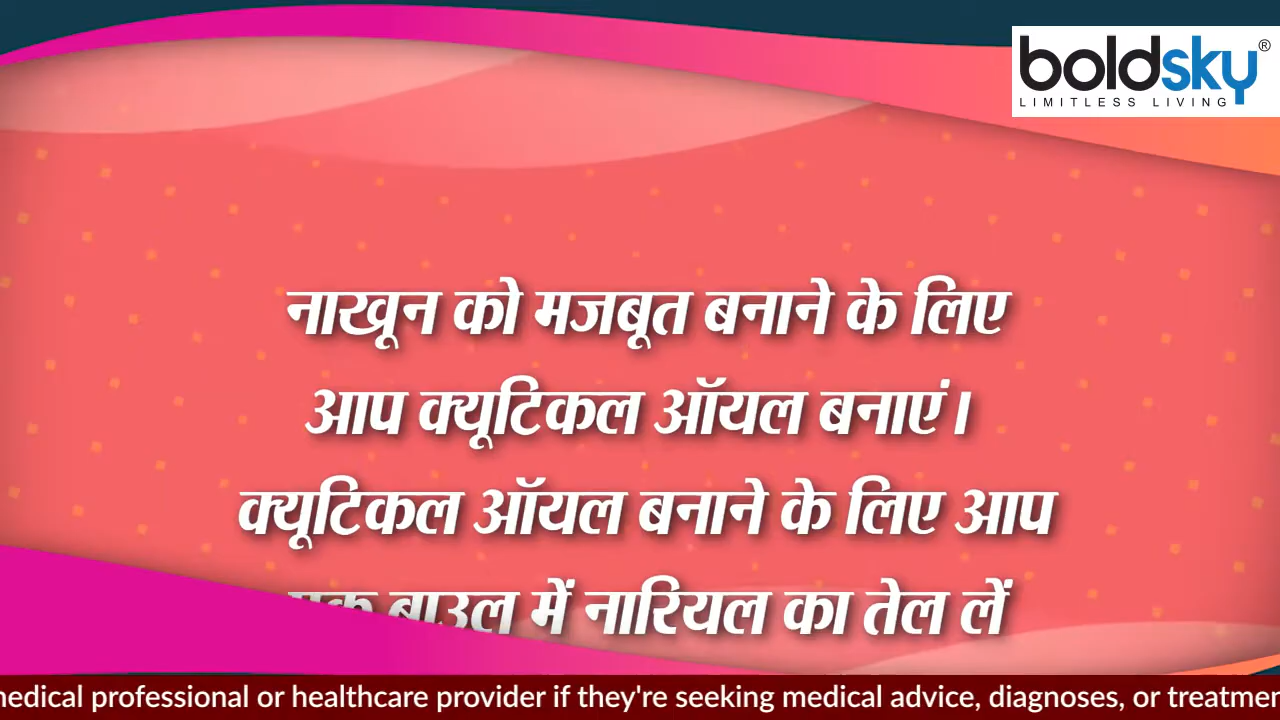 boldsky®
LIMITLESS LIVING
नाखून को मजबूत बनाने के लिए
आप क्यूटिकल ऑयल बनाएं।
क्यूटिकल ऑयल बनाने के लिए आप
एक बाउल में नारियल का तेल लें
medical professional or healthcare provider if they're seeking medical advice, diagnoses, or treatmen